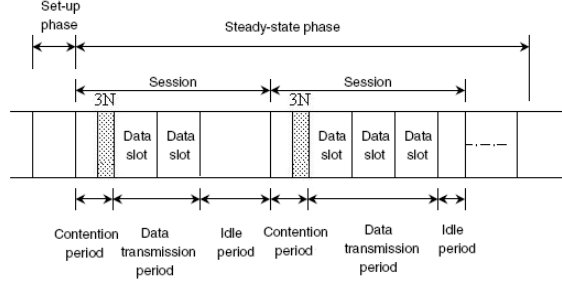 Set-up
phase
Steady-state phase
Session
Session
3N
3N
Data
slot
Data
slot
Data
slot
Data
slot
Data
slot
Contention
period
Data
transmission
period
Idle
period
Contention
period
Data
transmission
period
Idle
period